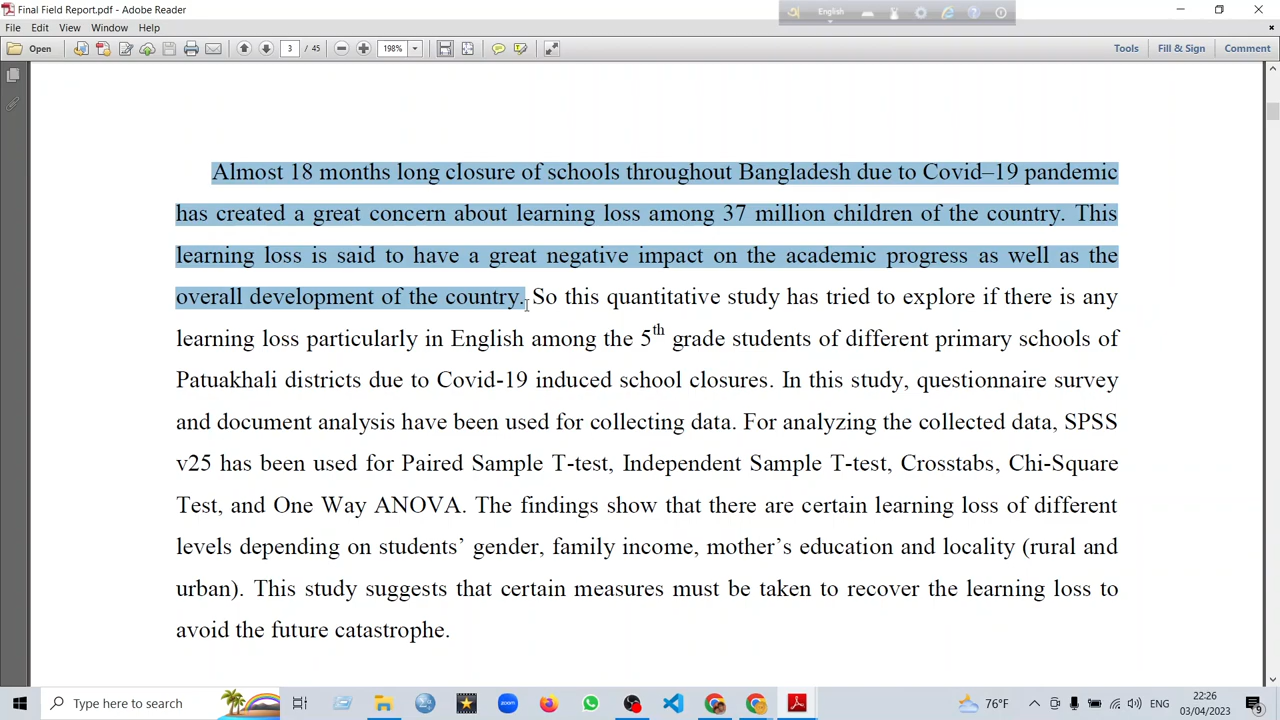 Final Field Report.pdf - Adobe Reader
English
File Edit View Window Help
Open 3 / 45 198% Tools Fill & Sign Comment
Almost 18 months long closure of schools throughout Bangladesh due to Covid–19 pandemic
has created a great concern about learning loss among 37 million children of the country. This
learning loss is said to have a great negative impact on the academic progress as well as the
overall development of the country. So this quantitative study has tried to explore if there is any
learning loss particularly in English among the 5th grade students of different primary schools of
Patuakhali districts due to Covid-19 induced school closures. In this study, questionnaire survey
and document analysis have been used for collecting data. For analyzing the collected data, SPSS
v25 has been used for Paired Sample T-test, Independent Sample T-test, Crosstabs, Chi-Square
Test, and One Way ANOVA. The findings show that there are certain learning loss of different
levels depending on students’ gender, family income, mother’s education and locality (rural and
urban). This study suggests that certain measures must be taken to recover the learning loss to
avoid the future catastrophe.
Type here to search 76°F ENG 22:26
03/04/2023 9